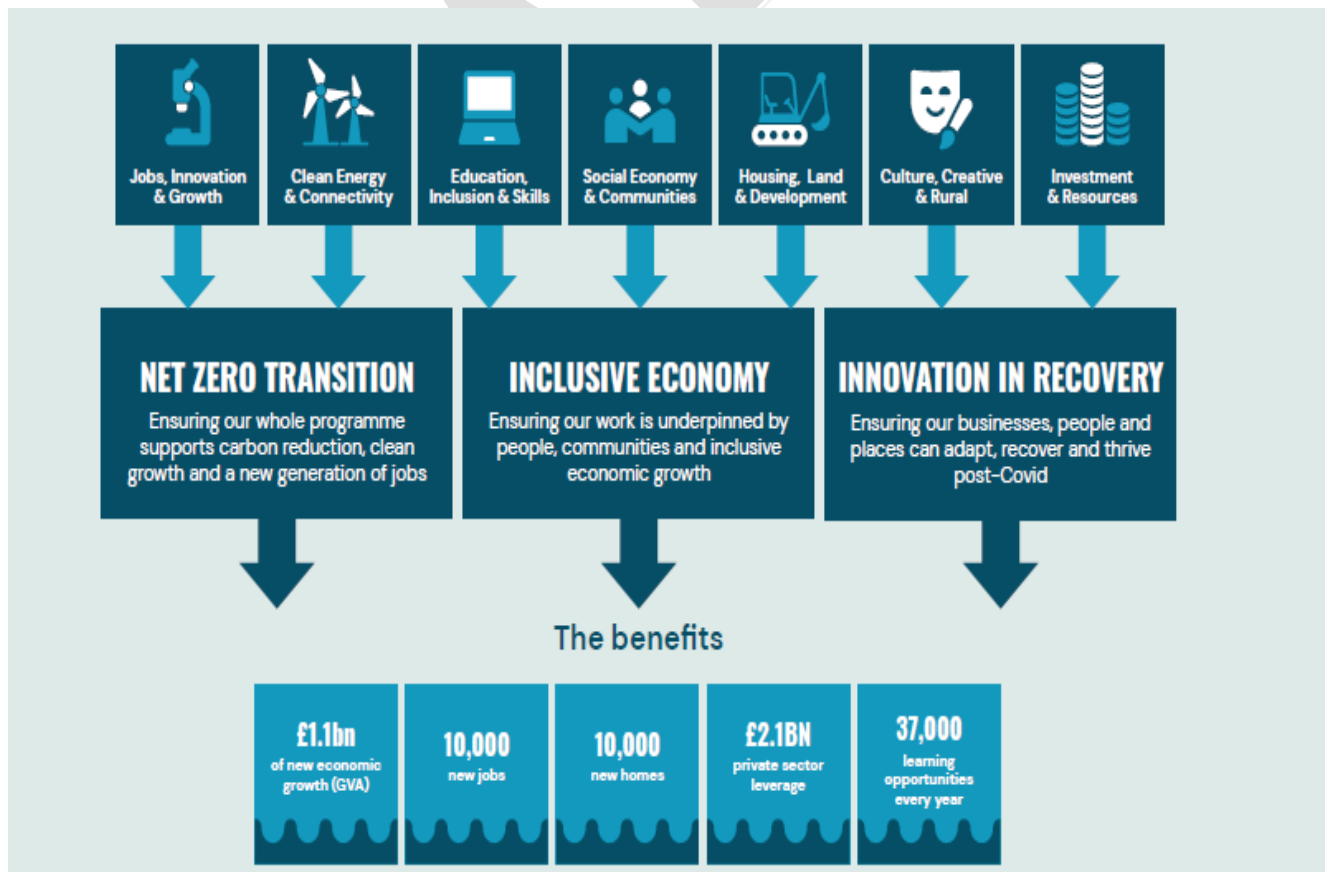 Jobs, Innovation
& Growth
Clean Energy
& Connectivity
Education,
Inclusion & Skills
Social Economy
& Communities
Housing, Land
& Development
Culture, Creative
& Rural
Investment
& Resources
NET ZERO TRANSITION
Ensuring our whole programme
supports carbon reduction, clean
growth and a new generation of jobs
INCLUSIVE ECONOMY
Ensuring our work is underpinned by
people, communities and inclusive
economic growth
INNOVATION IN RECOVERY
Ensuring our businesses, people and
places can adapt, recover and thrive
post-Covid
The benefits
£1.1bn
of new economic
growth (GVA)
10,000
new jobs
10,000
new homes
£2.1BN
private sector
leverage
37,000
learning
opportunities
every year